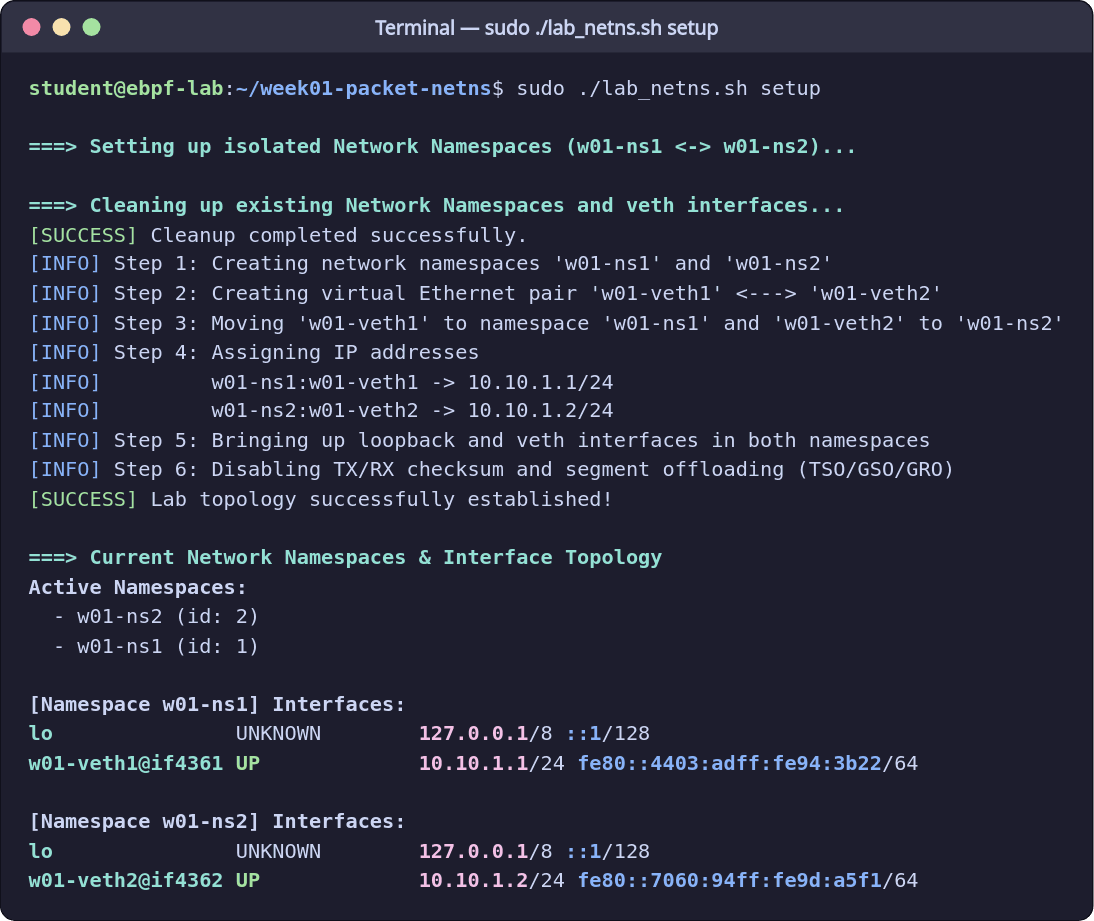 Terminal — sudo ./lab_netns.sh setup
student@ebpf-lab:~/week01-packet-netns$ sudo ./lab_netns.sh setup
===> Setting up isolated Network Namespaces (w01-ns1 <-> w01-ns2)...
===> Cleaning up existing Network Namespaces and veth interfaces...
[SUCCESS] Cleanup completed successfully.
[INFO] Step 1: Creating network namespaces 'w01-ns1' and 'w01-ns2'
[INFO] Step 2: Creating virtual Ethernet pair 'w01-veth1' <---> 'w01-veth2'
[INFO] Step 3: Moving 'w01-veth1' to namespace 'w01-ns1' and 'w01-veth2' to 'w01-ns2'
[INFO] Step 4: Assigning IP addresses
[INFO]         w01-ns1:w01-veth1 -> 10.10.1.1/24
[INFO]         w01-ns2:w01-veth2 -> 10.10.1.2/24
[INFO] Step 5: Bringing up loopback and veth interfaces in both namespaces
[INFO] Step 6: Disabling TX/RX checksum and segment offloading (TSO/GSO/GRO)
[SUCCESS] Lab topology successfully established!
===> Current Network Namespaces & Interface Topology
Active Namespaces:
  - w01-ns2 (id: 2)
  - w01-ns1 (id: 1)
[Namespace w01-ns1] Interfaces:
lo               UNKNOWN        127.0.0.1/8 ::1/128
w01-veth1@if4361 UP             10.10.1.1/24 fe80::4403:adff:fe94:3b22/64
[Namespace w01-ns2] Interfaces:
lo               UNKNOWN        127.0.0.1/8 ::1/128
w01-veth2@if4362 UP             10.10.1.2/24 fe80::7060:94ff:fe9d:a5f1/64